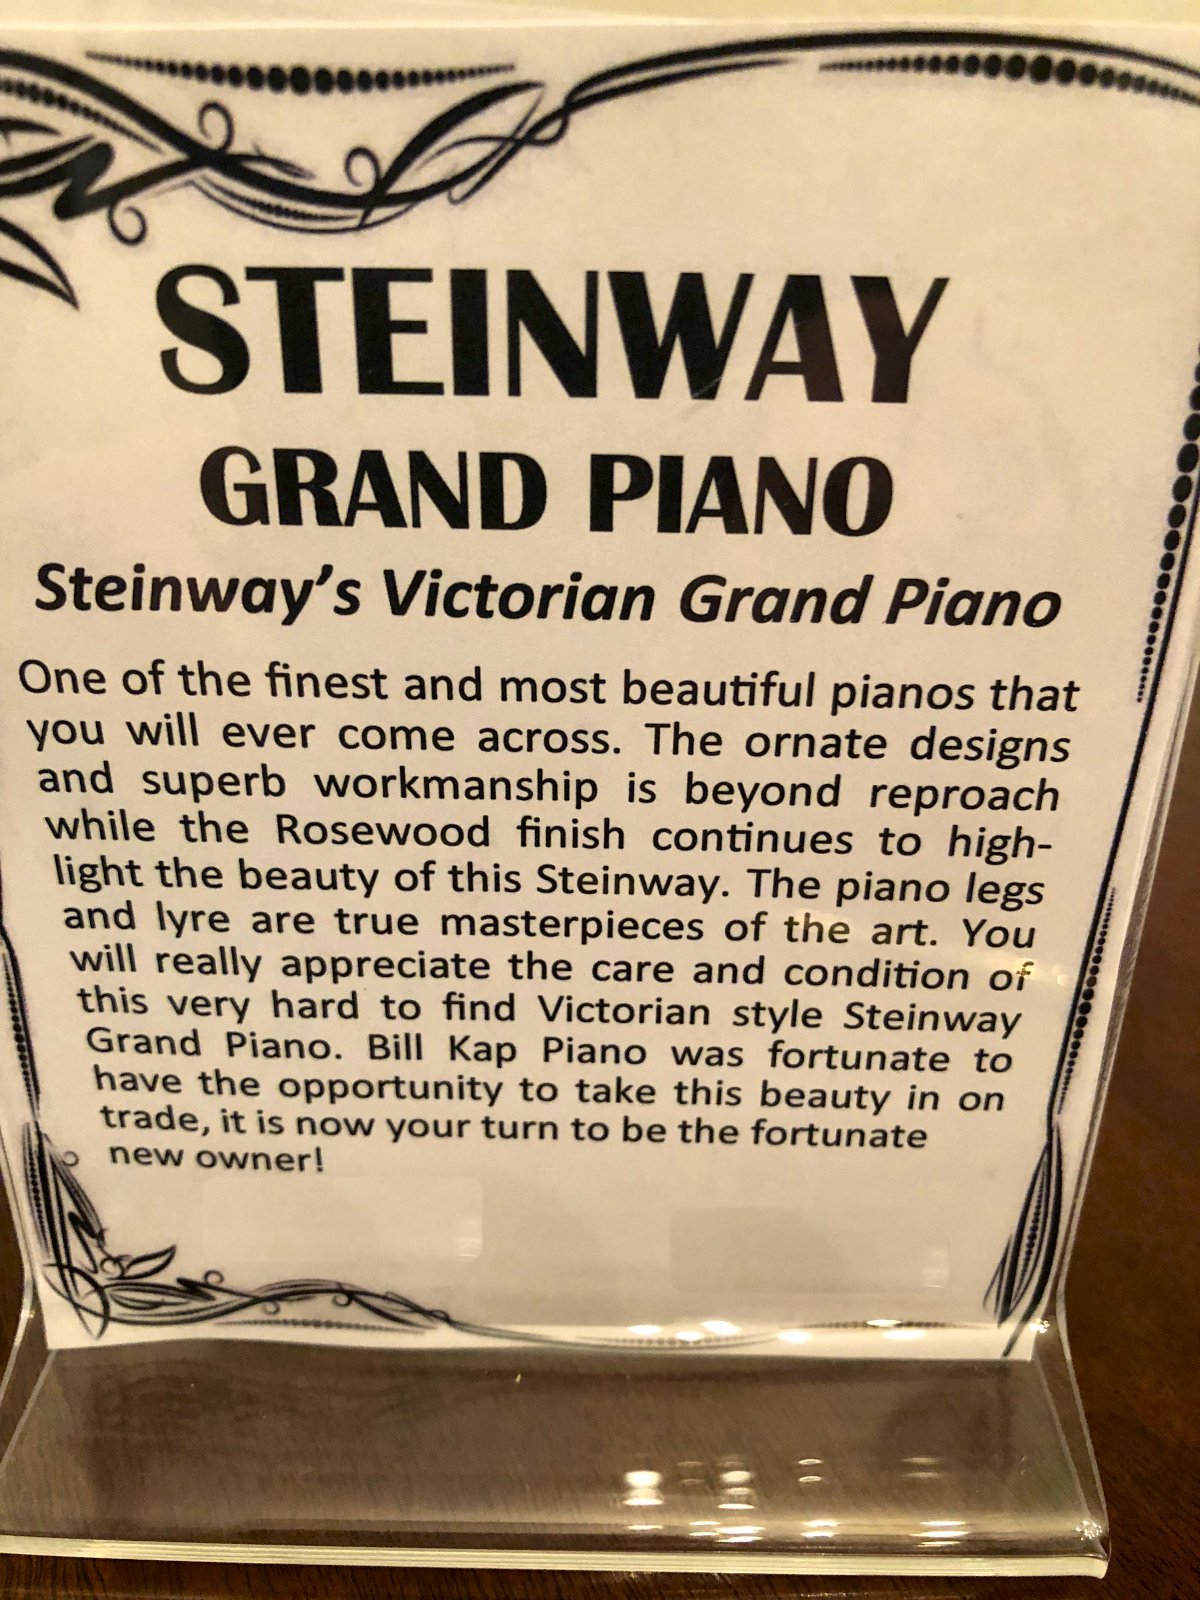 STEINWAY
GRAND PIANO
Steinway's Victorian Grand Piano
One of the finest and most beautiful pianos that
you will ever come across. The ornate designs
and superb workmanship is beyond reproach
while the Rosewood finish continues to high-
light the beauty of this Steinway. The piano legs
and lyre are true masterpieces of the art. You
will really appreciate the care and condition of
this very hard to find Victorian style Steinway
Grand Piano. Bill Kap Piano was fortunate to
have the opportunity to take this beauty in on
trade, it is now your turn to be the fortunate
new owner!